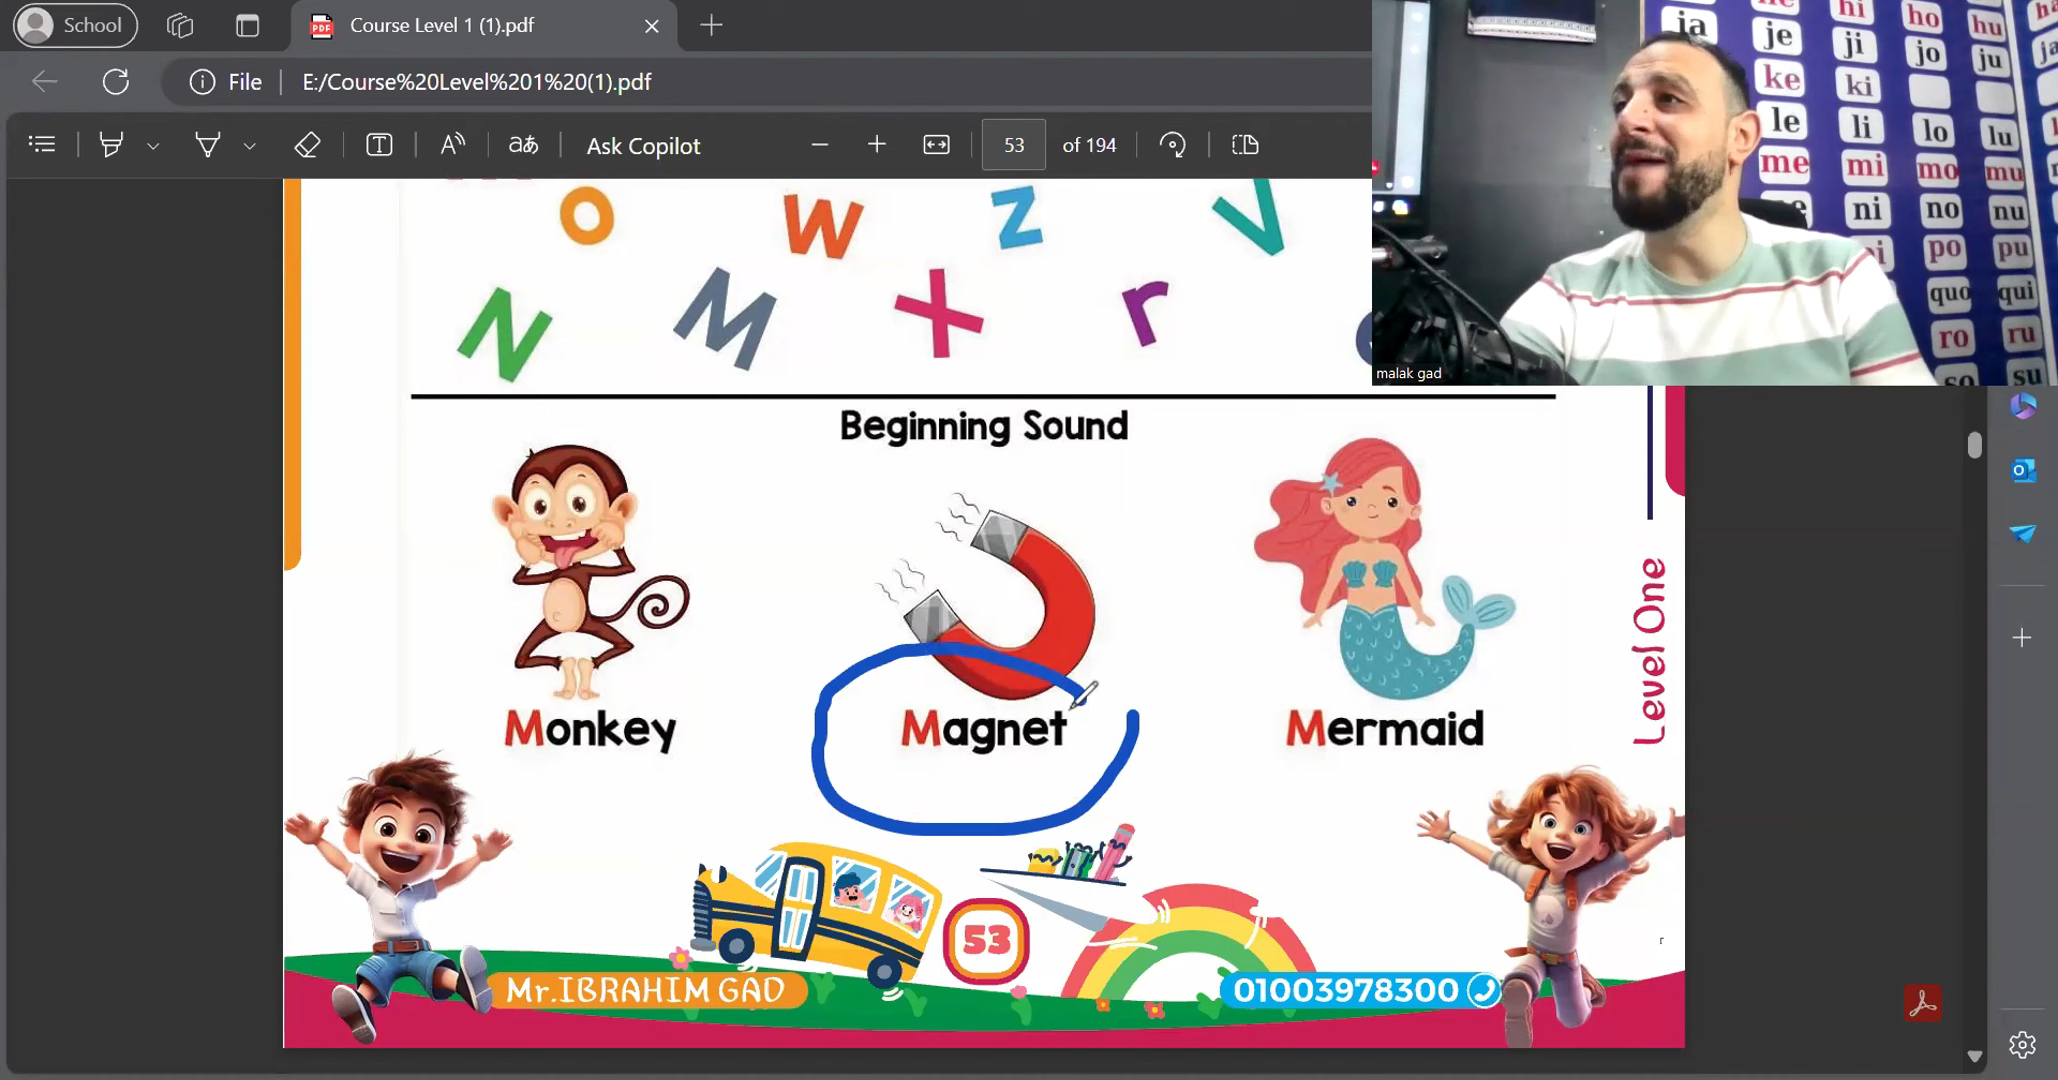 School
Course Level 1 (1).pdf
File
E:/Course%20Level%201%20(1).pdf
Ask Copilot
53
of 194
ja je ji jo ju
hi ho hu
ke ki
le li lo lu
me mi mo mu
ni no nu
po pu
quo qui
ro ru
so su
malak gad
o w z v
N M X r
Beginning Sound
Monkey
Magnet
Mermaid
Level One
53
Mr.IBRAHIM GAD
01003978300